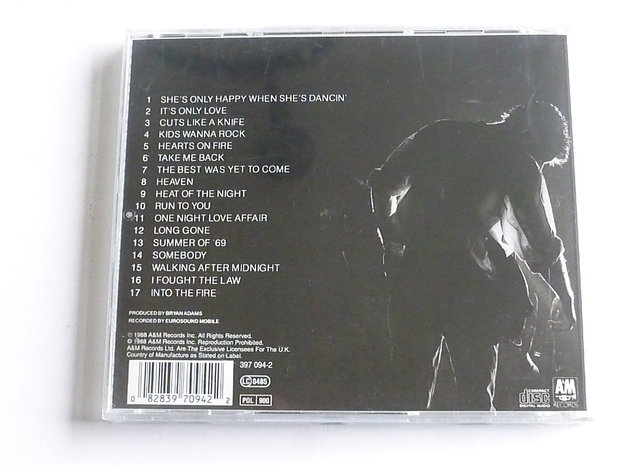 1 SHE'S ONLY HAPPY WHEN SHE'S DANCIN'
2 IT'S ONLY LOVE
3 CUTS LIKE A KNIFE
4 KIDS WANNA ROCK
5 HEARTS ON FIRE
6 TAKE ME BACK
7 THE BEST WAS YET TO COME
8 HEAVEN
9 HEAT OF THE NIGHT
10 RUN TO YOU
11 ONE NIGHT LOVE AFFAIR
12 LONG GONE
13 SUMMER OF '69
14 SOMEBODY
15 WALKING AFTER MIDNIGHT
16 I FOUGHT THE LAW
17 INTO THE FIRE
PRODUCED BY BRYAN ADAMS
RECORDED BY EUROSOUND MOBILE
℗ 1988 A&M Records Inc. All Rights Reserved.
© 1988 A&M Records Inc. Reproduction Prohibited.
A&M Records Ltd. Are The Exclusive Licensees For The U.K.
Country of Manufacture as Stated on Label.
397 094-2
LC 0485
POL 900
0 82839 70942 2
COMPACT
disc
DIGITAL AUDIO
A&M
RECORDS